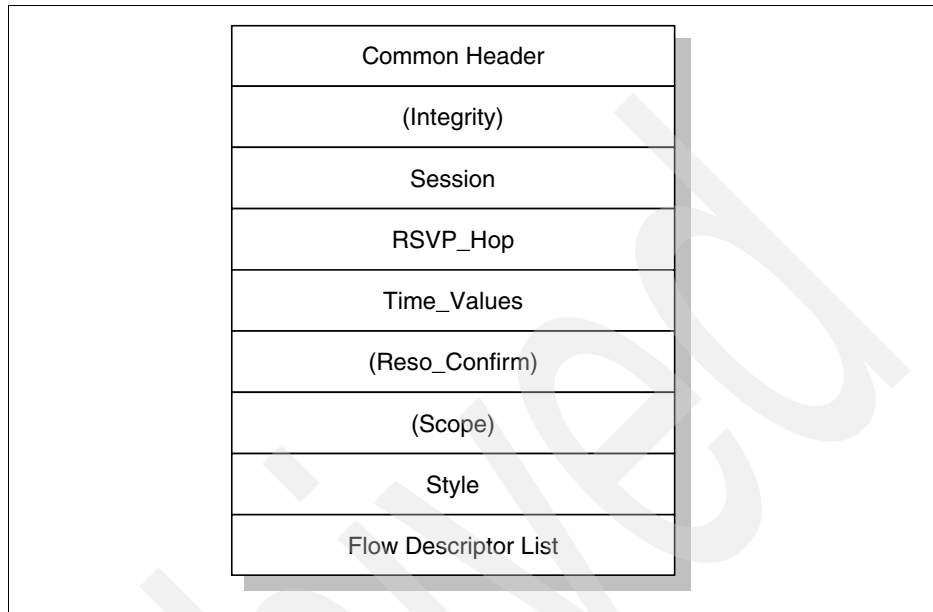 Common Header
(Integrity)
Session
RSVP_Hop
Time_Values
(Reso_Confirm)
(Scope)
Style
Flow Descriptor List